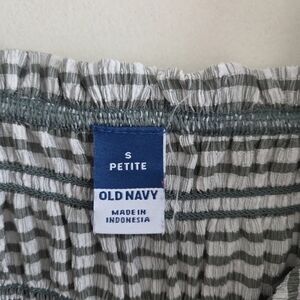 S
PETITE
OLD NAVY
MADE IN
INDONESIA